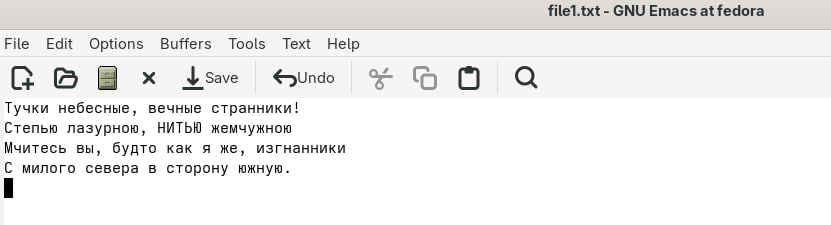 file1.txt - GNU Emacs at fedora
File Edit Options Buffers Tools Text Help
Save Undo
Тучки небесные, вечные странники!
Степью лазурною, НИТЬЮ жемчужною
Мчитесь вы, будто как я же, изгнанники
С милого севера в сторону южную.